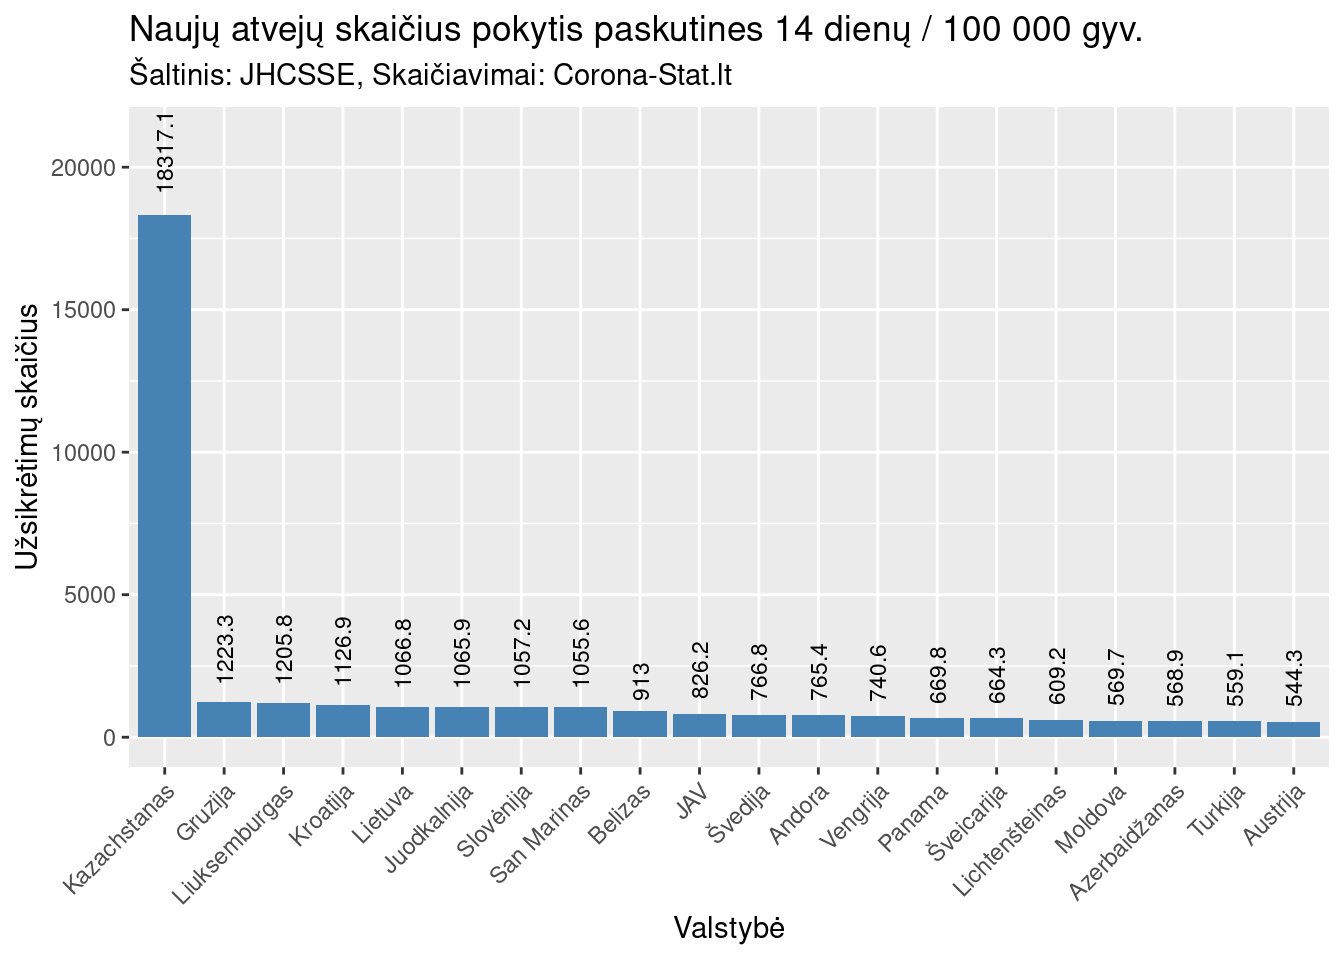 Naujų atvejų skaičius pokytis paskutines 14 dienų / 100 000 gyv.
Šaltinis: JHCSSE, Skaičiavimai: Corona-Stat.lt
Užsikrėtimų skaičius
20000
15000
10000
5000
0
18317.1
1223.3
1205.8
1126.9
1066.8
1065.9
1057.2
1055.6
913
826.2
766.8
765.4
740.6
669.8
664.3
609.2
569.7
568.9
559.1
544.3
Kazachstanas
Gruzija
Liuksemburgas
Kroatija
Lietuva
Juodkalnija
Slovėnija
San Marinas
Belizas
JAV
Švedija
Andora
Vengrija
Panama
Šveicarija
Lichtenšteinas
Moldova
Azerbaidžanas
Turkija
Austrija
Valstybė